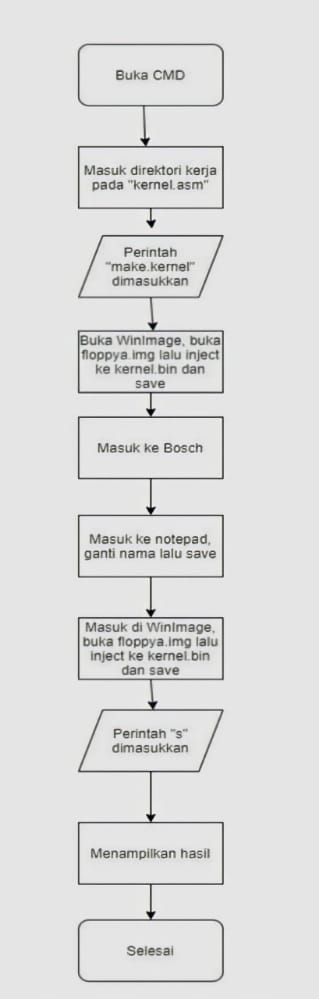 Buka CMD
Masuk direktori kerja
pada "kernel.asm"
Perintah
"make.kernel"
dimasukkan
Buka WinImage, buka
floppya.img lalu inject
ke kernel.bin dan
save
Masuk ke Bosch
Masuk ke notepad,
ganti nama lalu save
Masuk di WinImage,
buka floppya.img lalu
inject ke kernel.bin
dan save
Perintah "s"
dimasukkan
Menampilkan hasil
Selesai